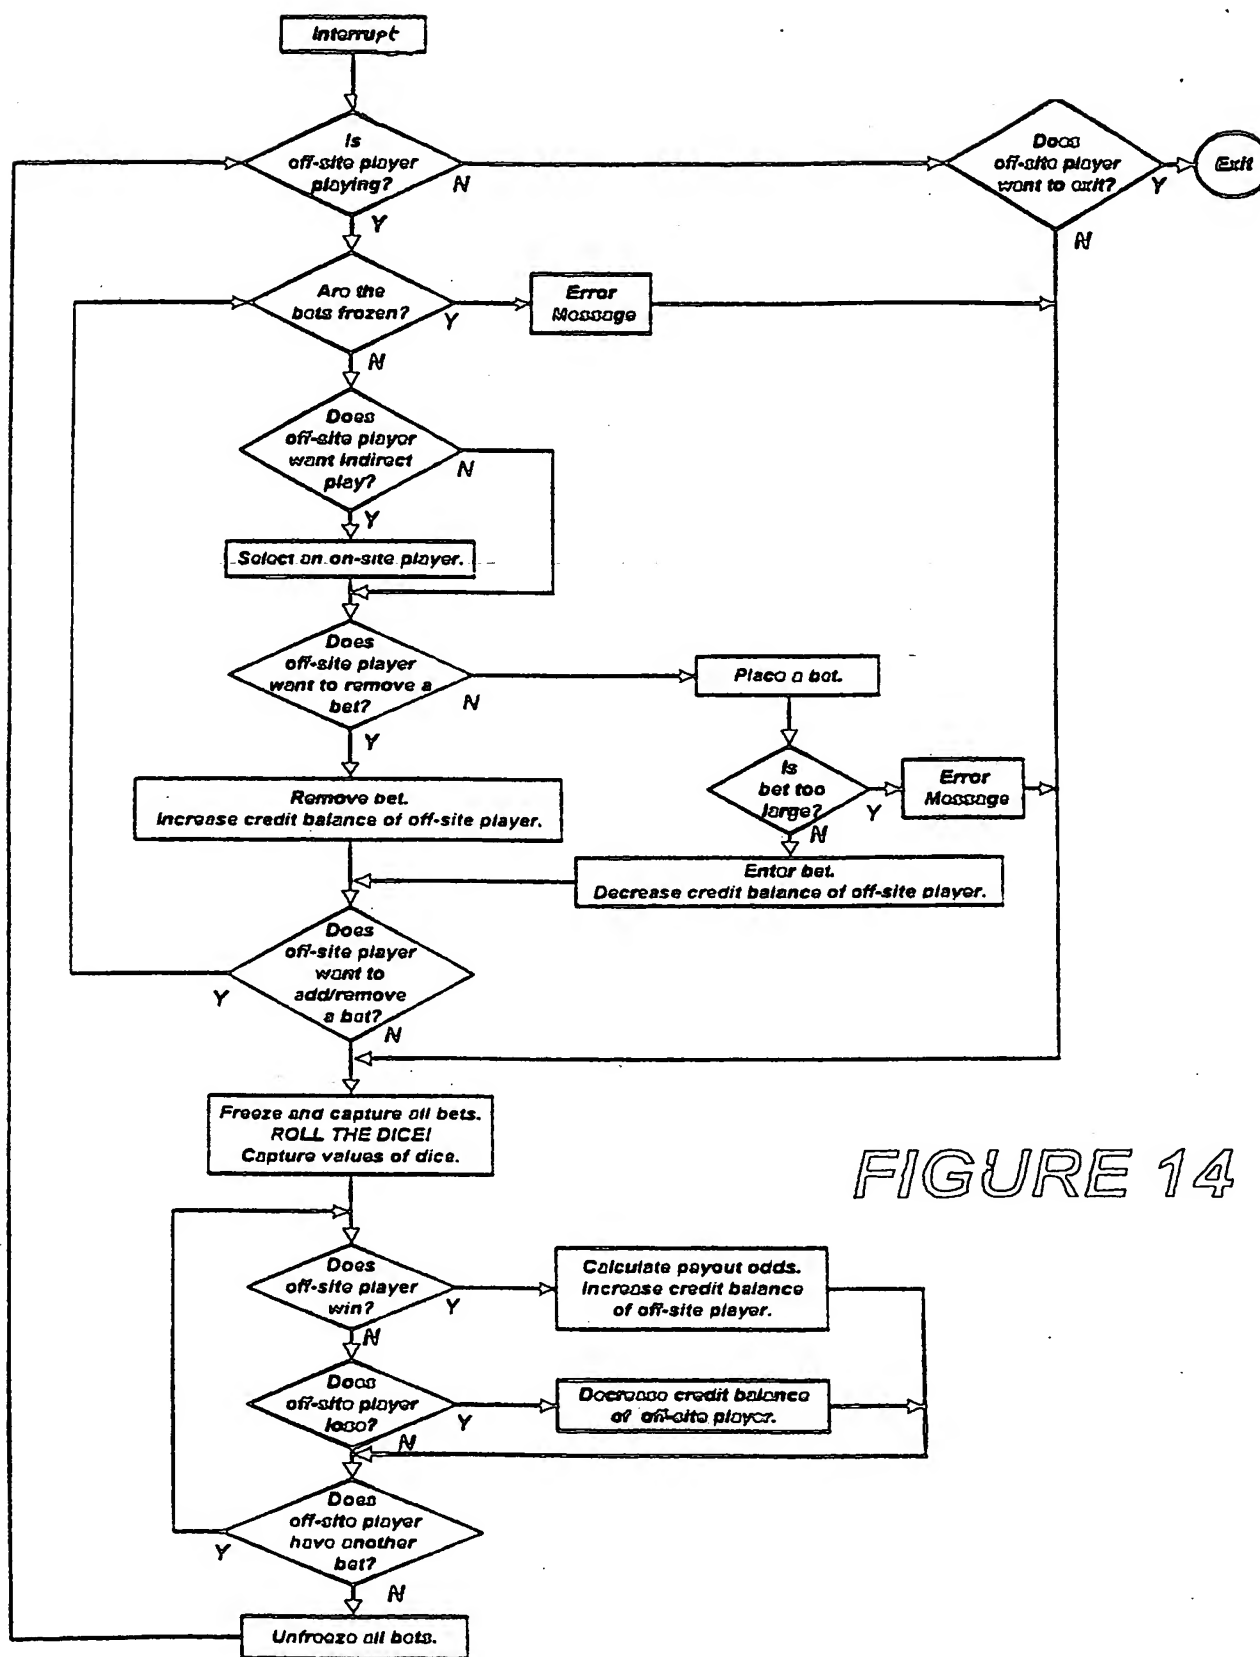 Interrupt
Is
off-site player
playing?
N
Y
Does
off-site player
want to exit?
Y
Exit
N
Are the
bets frozen?
Y
Error
Message
N
Does
off-site player
want indirect
play?
N
Y
Select an on-site player.
Does
off-site player
want to remove a
bet?
N
Y
Place a bet.
Is
bet too
large?
Y
Error
Message
N
Remove bet.
Increase credit balance of off-site player.
Enter bet.
Decrease credit balance of off-site player.
Does
off-site player
want to
add/remove
a bet?
Y
N
Freeze and capture all bets.
ROLL THE DICE!
Capture values of dice.
FIGURE 14
Does
off-site player
win?
Y
N
Calculate payout odds.
Increase credit balance
of off-site player.
Does
off-site player
lose?
Y
N
Decrease credit balance
of off-site player.
Does
off-site player
have another
bet?
Y
N
Unfreeze all bets.